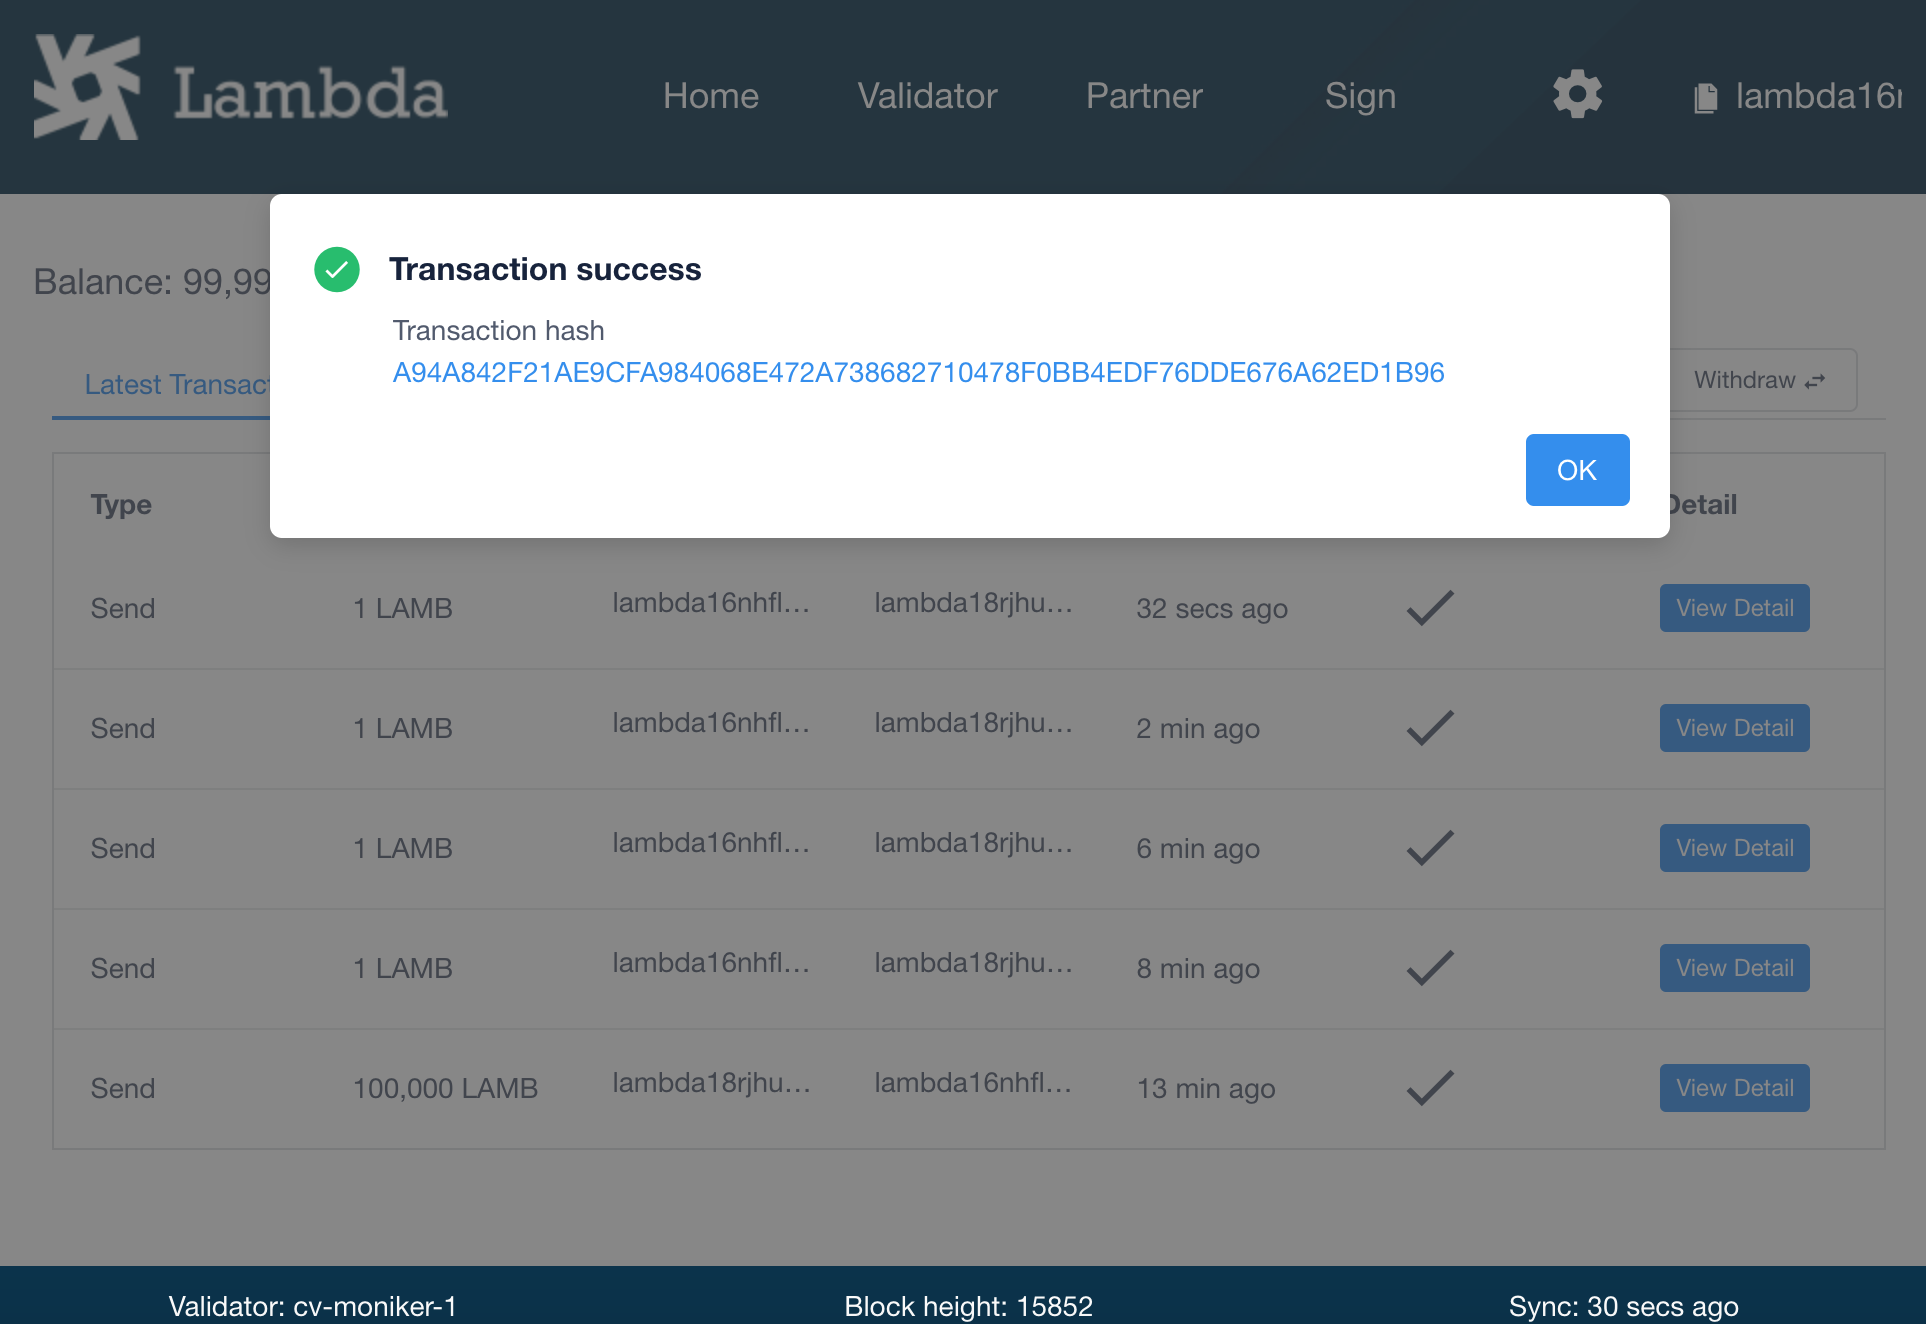 Lambda
Home Validator Partner Sign lambda16
Balance: 99,99
Transaction success
Transaction hash
A94A842F21AE9CFA984068E472A738682710478F0BB4EDF76DDE676A62ED1B96
OK
Latest Transact
Withdraw
Type Detail
Send 1 LAMB lambda16nhfl... lambda18rjhu... 32 secs ago View Detail
Send 1 LAMB lambda16nhfl... lambda18rjhu... 2 min ago View Detail
Send 1 LAMB lambda16nhfl... lambda18rjhu... 6 min ago View Detail
Send 1 LAMB lambda16nhfl... lambda18rjhu... 8 min ago View Detail
Send 100,000 LAMB lambda18rjhu... lambda16nhfl... 13 min ago View Detail
Validator: cv-moniker-1 Block height: 15852 Sync: 30 secs ago